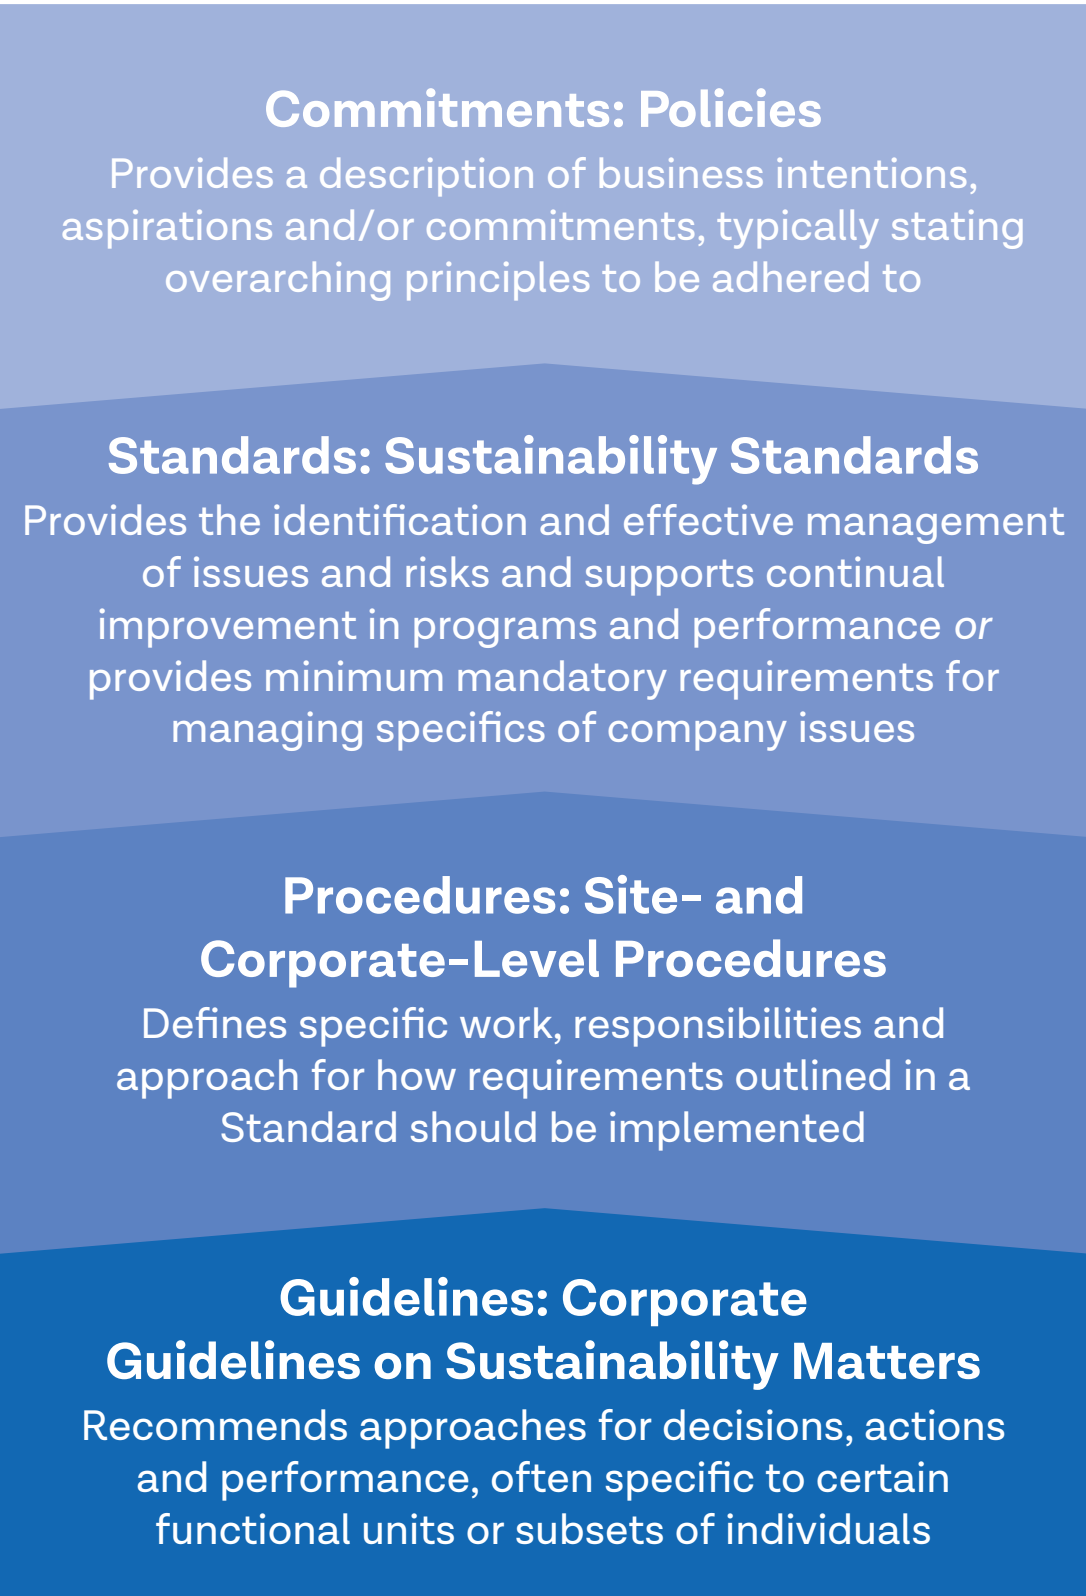 Commitments: Policies
Provides a description of business intentions,
aspirations and/or commitments, typically stating
overarching principles to be adhered to
Standards: Sustainability Standards
Provides the identification and effective management
of issues and risks and supports continual
improvement in programs and performance or
provides minimum mandatory requirements for
managing specifics of company issues
Procedures: Site- and
Corporate-Level Procedures
Defines specific work, responsibilities and
approach for how requirements outlined in a
Standard should be implemented
Guidelines: Corporate
Guidelines on Sustainability Matters
Recommends approaches for decisions, actions
and performance, often specific to certain
functional units or subsets of individuals